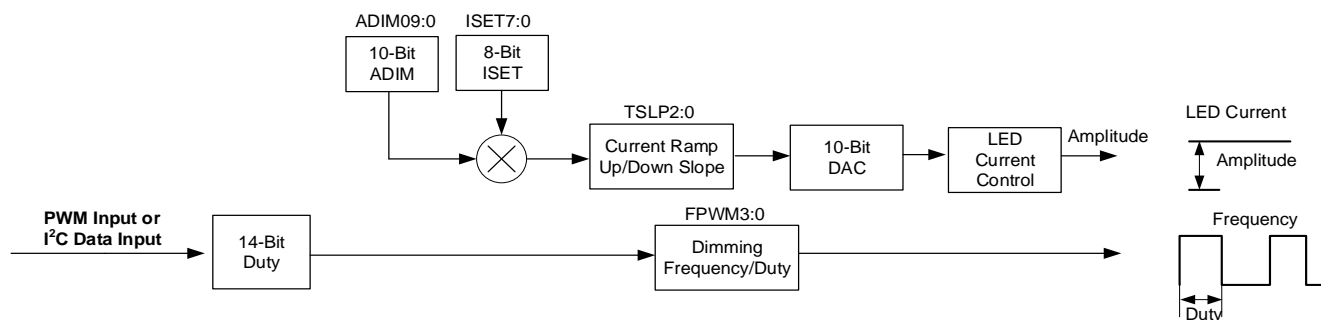 ADIM09:0
ISET7:0
10-Bit
ADIM
8-Bit
ISET
TSLP2:0
Current Ramp
Up/Down Slope
10-Bit
DAC
LED
Current
Control
Amplitude
LED Current
Amplitude
PWM Input or
I²C Data Input
14-Bit
Duty
FPWM3:0
Dimming
Frequency/Duty
Frequency
Duty